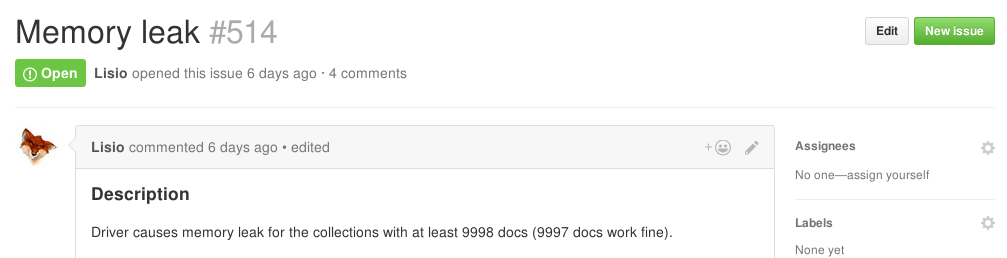 Memory leak #514
Edit
New issue
Open
Lisio opened this issue 6 days ago · 4 comments
Lisio commented 6 days ago • edited
+
Assignees
No one—assign yourself
Description
Labels
Driver causes memory leak for the collections with at least 9998 docs (9997 docs work fine).
None yet